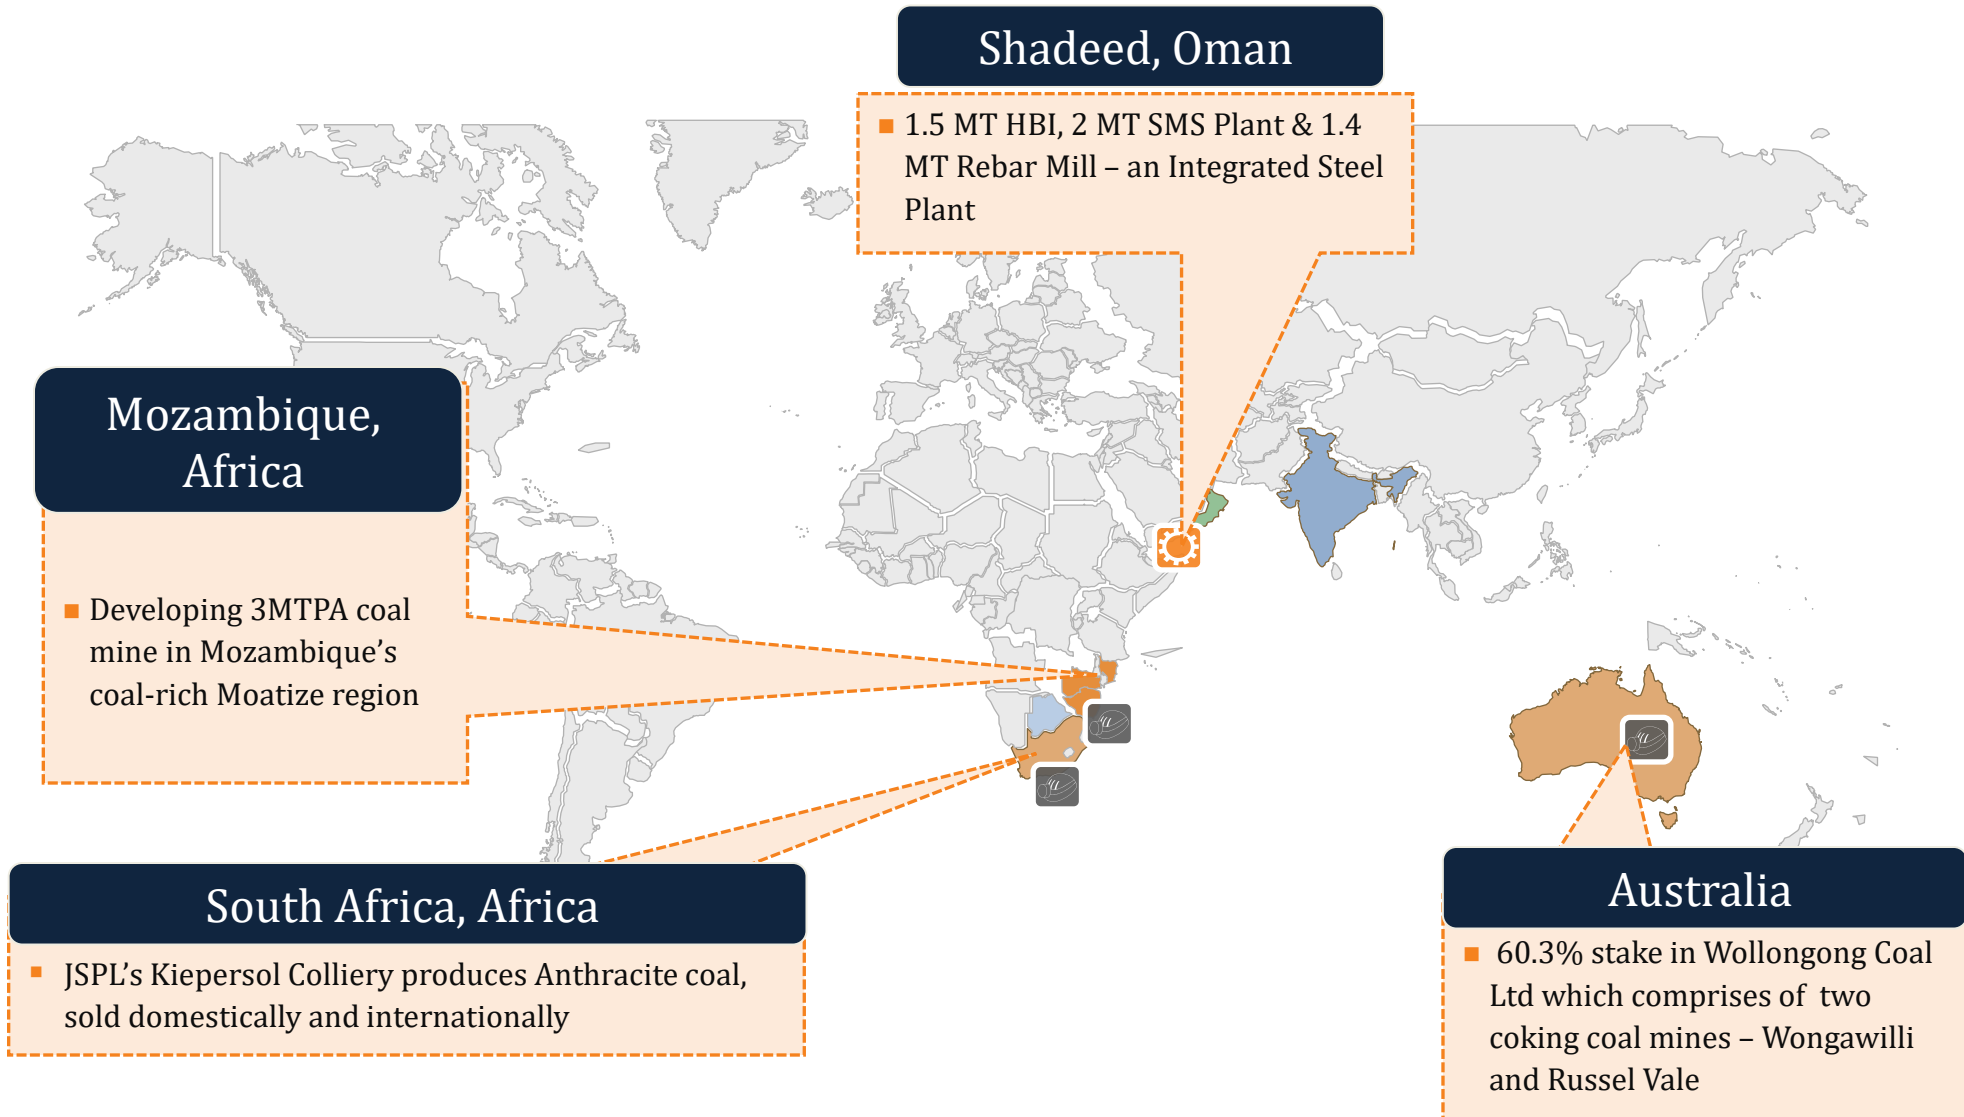 Shadeed, Oman
▪ 1.5 MT HBI, 2 MT SMS Plant & 1.4
MT Rebar Mill – an Integrated Steel
Plant
Mozambique,
Africa
▪ Developing 3MTPA coal
mine in Mozambique’s
coal-rich Moatize region
South Africa, Africa
▪ JSPL’s Kiepersol Colliery produces Anthracite coal,
sold domestically and internationally
Australia
▪ 60.3% stake in Wollongong Coal
Ltd which comprises of two
coking coal mines – Wongawilli
and Russel Vale